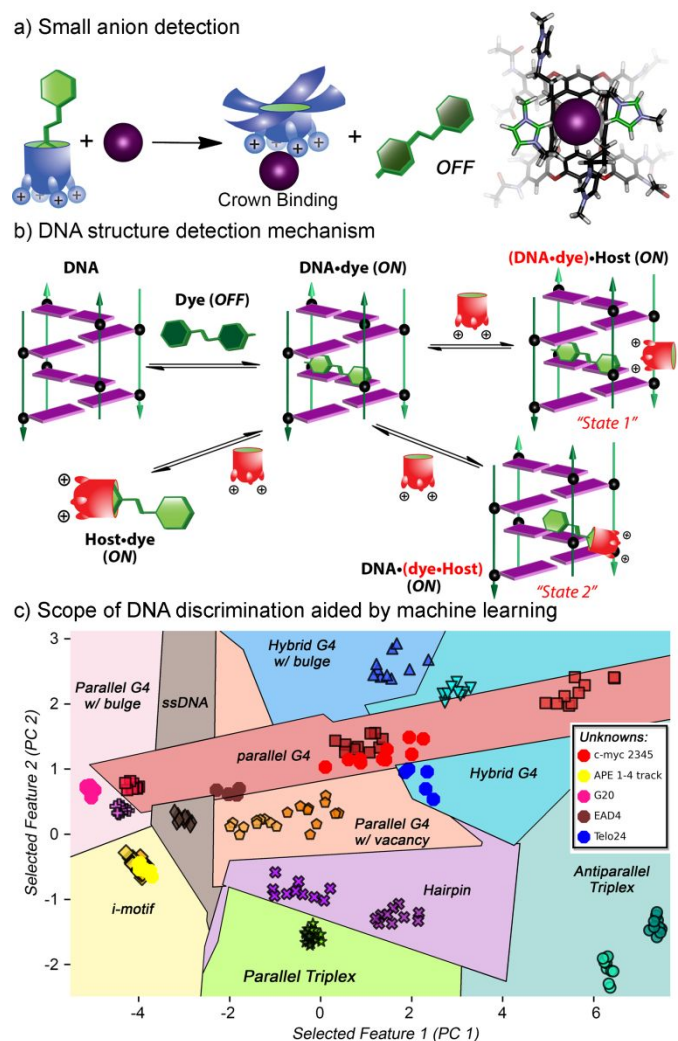 a) Small anion detection
+
+
OFF
+ + + +
+ + + +
Crown Binding
b) DNA structure detection mechanism
DNA
Dye (OFF)
DNA•dye (ON)
(DNA•dye)•Host (ON)
"State 1"
Host•dye
(ON)
DNA•(dye•Host)
(ON)
"State 2"
c) Scope of DNA discrimination aided by machine learning
Selected Feature 2 (PC 2)
3
2
1
0
-1
-2
Parallel G4
w/ bulge
ssDNA
Hybrid G4
w/ bulge
parallel G4
Hybrid G4
Parallel G4
w/ vacancy
i-motif
Hairpin
Antiparallel
Triplex
Parallel Triplex
Unknowns:
c-myc 2345
APE 1-4 track
G20
EAD4
Telo24
-4
-2
0
2
4
6
Selected Feature 1 (PC 1)